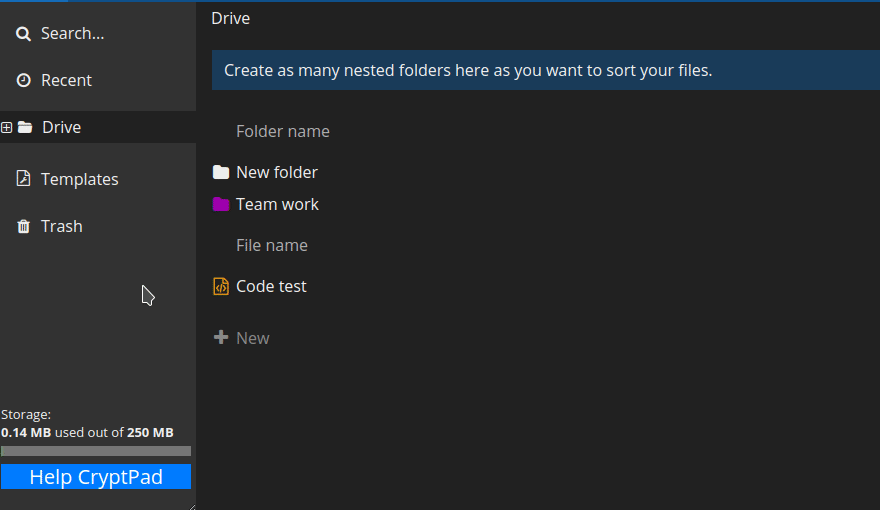 Search...
Recent
Drive
Templates
Trash
Storage:
0.14 MB used out of 250 MB
Help CryptPad
Drive
Create as many nested folders here as you want to sort your files.
Folder name
New folder
Team work
File name
Code test
New